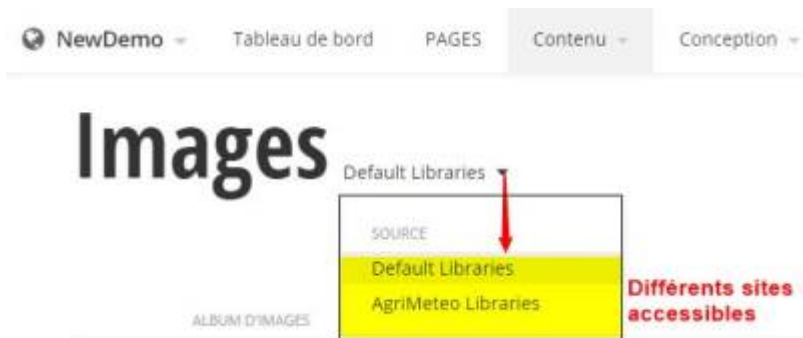 NewDemo Tableau de bord PAGES Contenu Conception
Images Default Libraries
SOURCE
Default Libraries
AgriMeteo Libraries
Différents sites
accessibles
ALBUM D'IMAGES